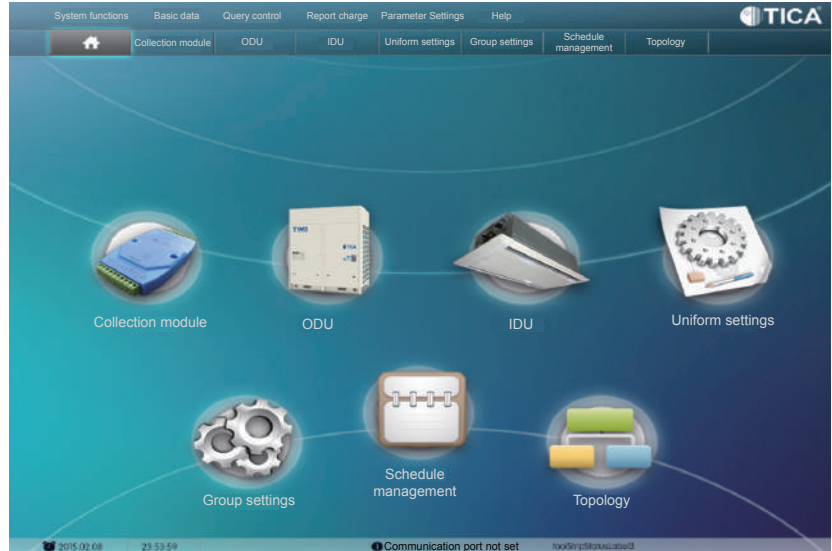 System functions Basic data Query control Report charge Parameter Settings Help
TICA
Collection module ODU IDU Uniform settings Group settings Schedule management Topology
TICA
Collection module
ODU
IDU
Uniform settings
Group settings
Schedule
management
Topology
2015.02.08 23:53:59 Communication port not set toolStripStatusLabel3